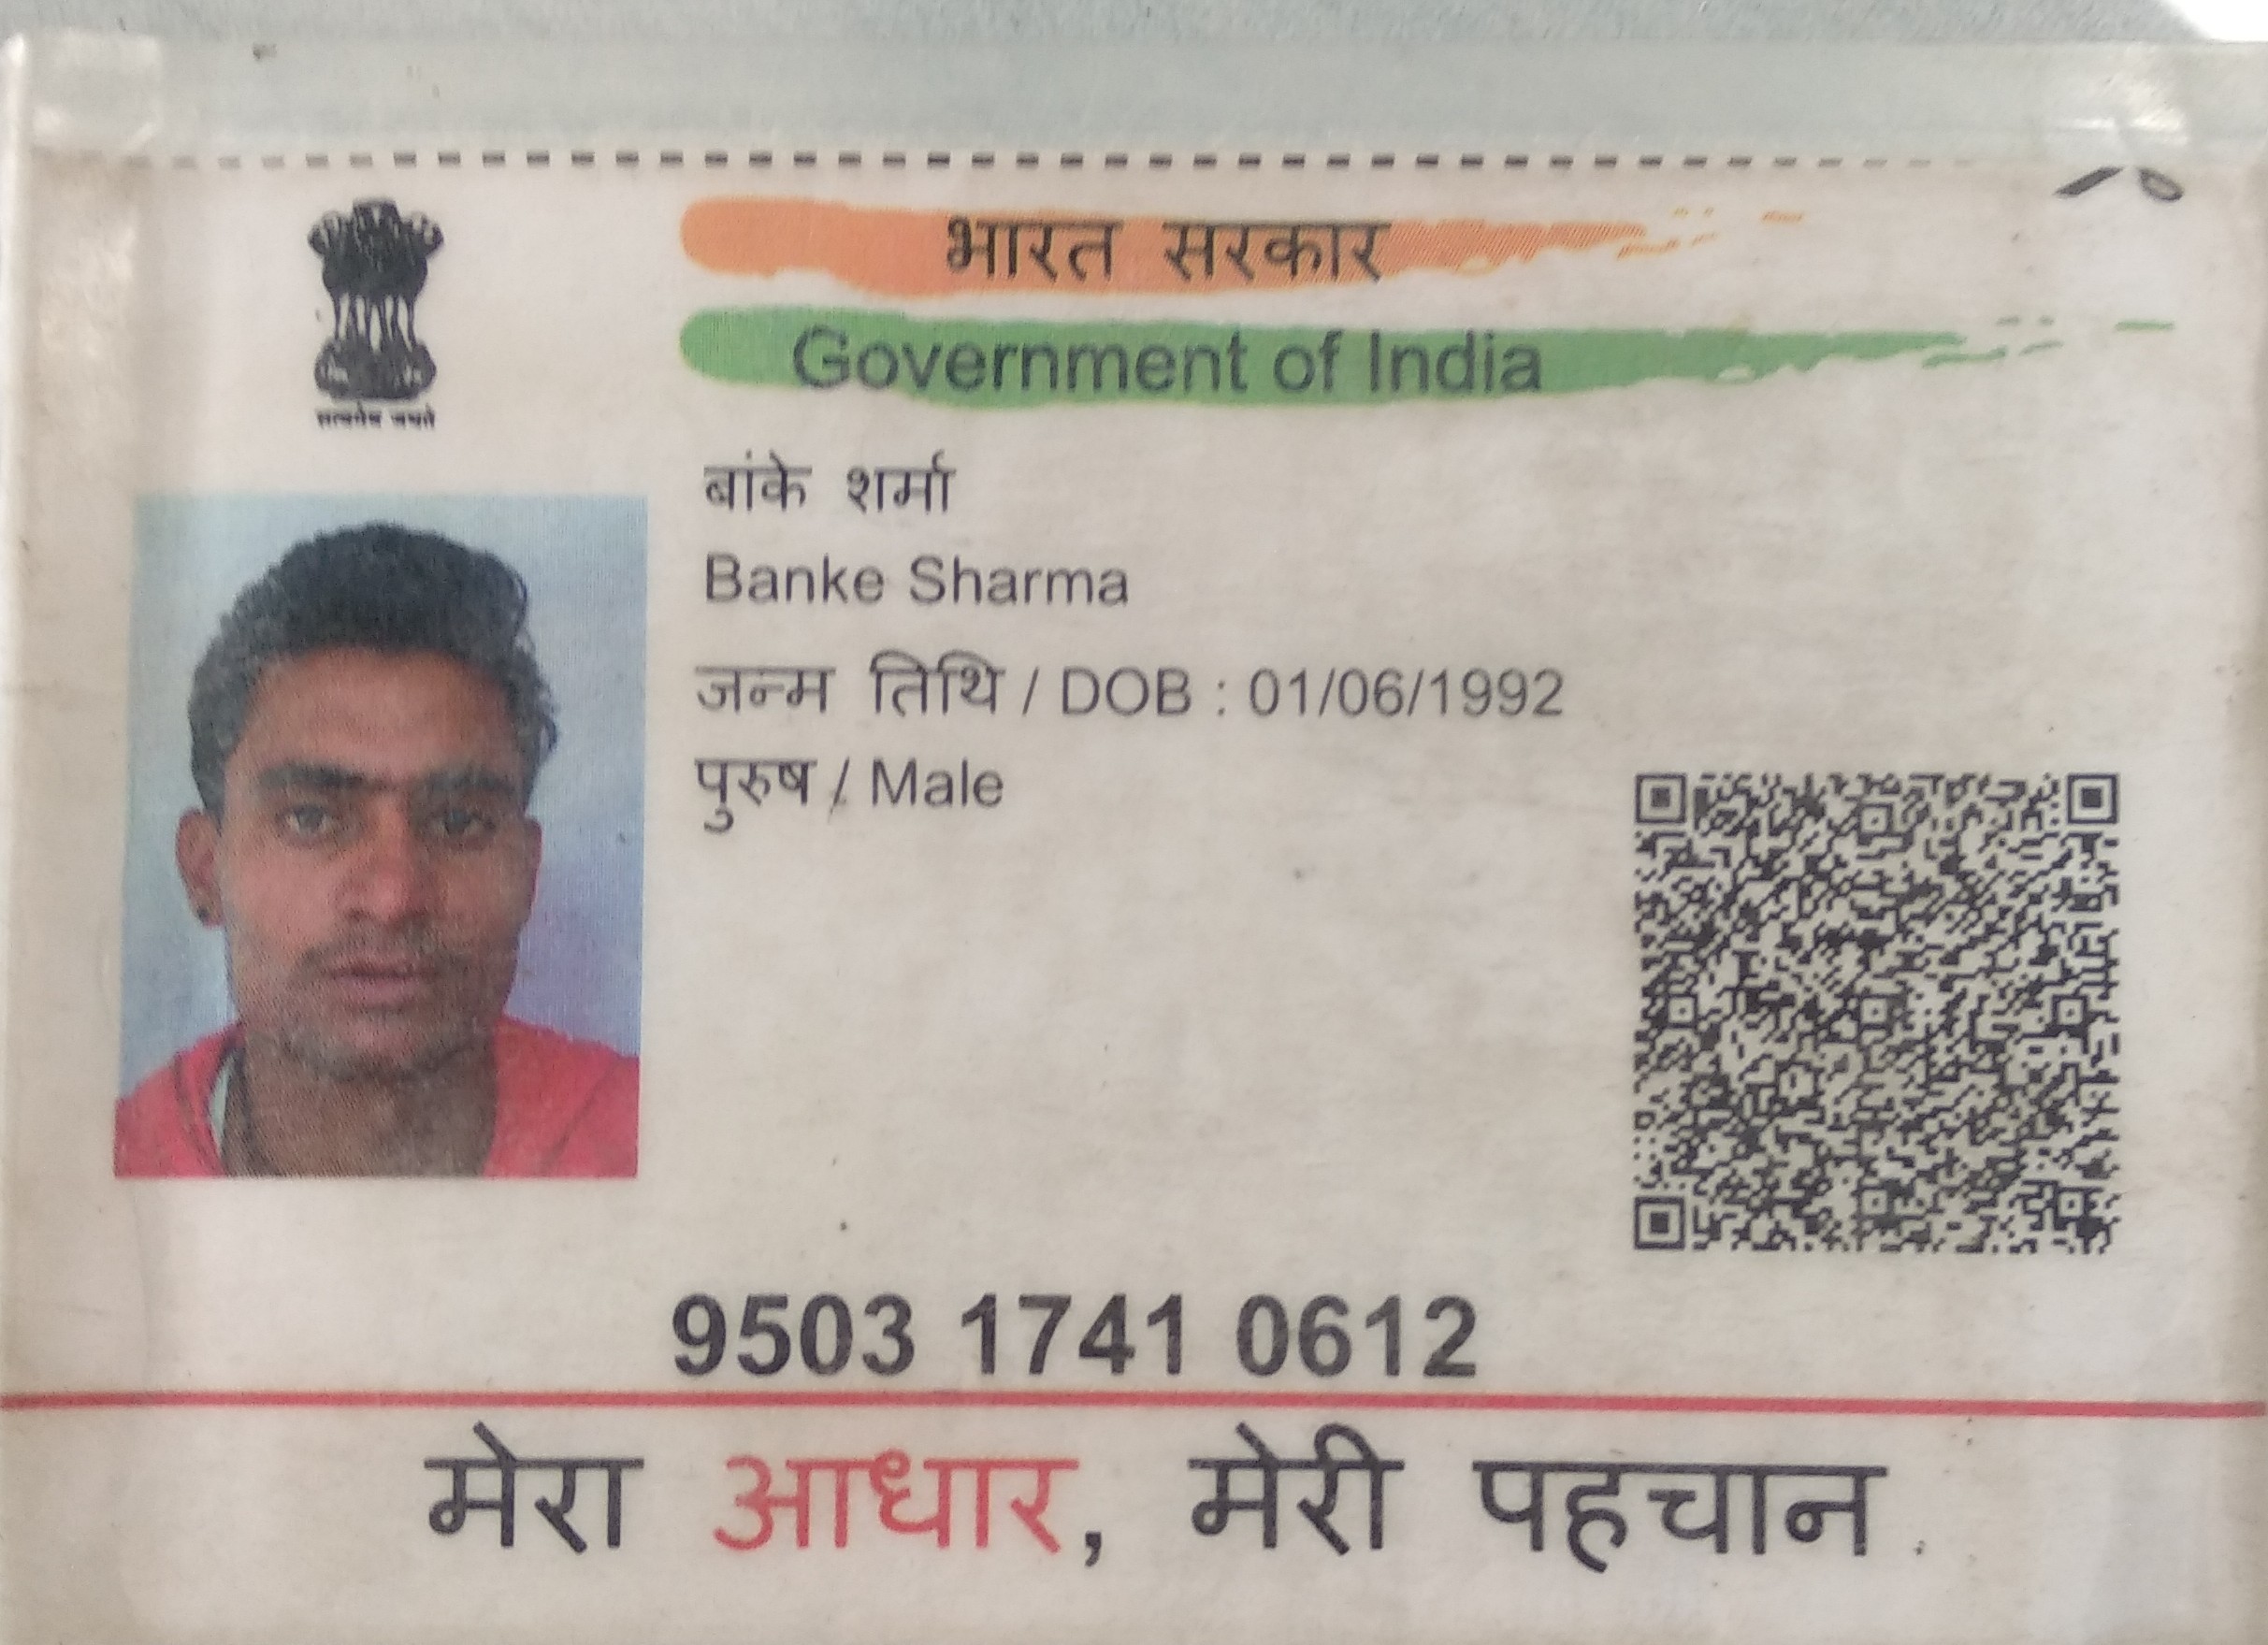 भारत सरकार
Government of India
सत्यमेव जयते
बांके शर्मा
Banke Sharma
जन्म तिथि / DOB : 01/06/1992
पुरुष / Male
9503 1741 0612
मेरा आधार, मेरी पहचान